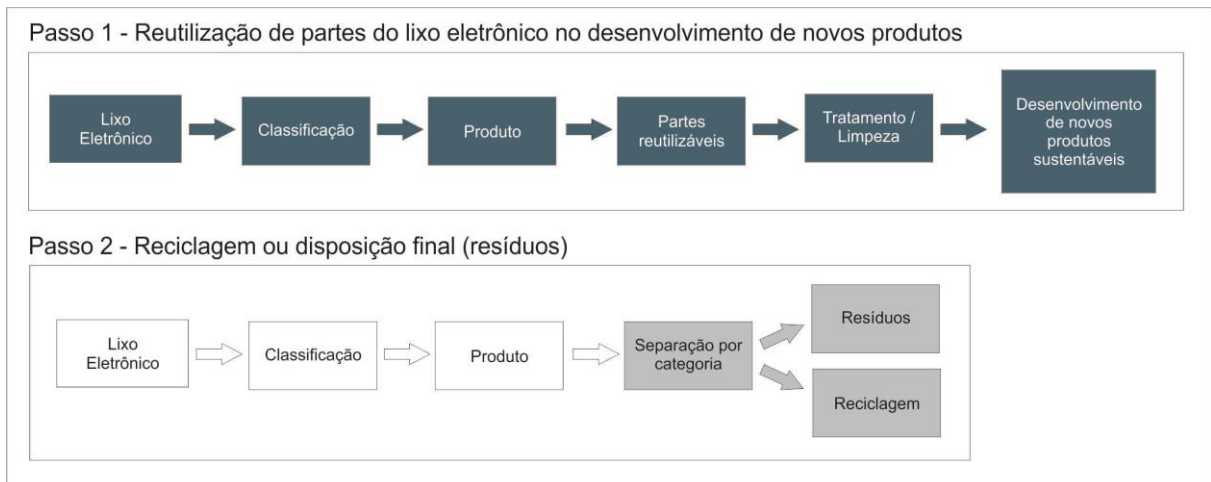 Passo 1 - Reutilização de partes do lixo eletrônico no desenvolvimento de novos produtos
Lixo
Eletrônico
Classificação
Produto
Partes
reutilizáveis
Tratamento /
Limpeza
Desenvolvimento
de novos
produtos
sustentáveis
Passo 2 - Reciclagem ou disposição final (resíduos)
Lixo
Eletrônico
Classificação
Produto
Separação por
categoria
Resíduos
Reciclagem